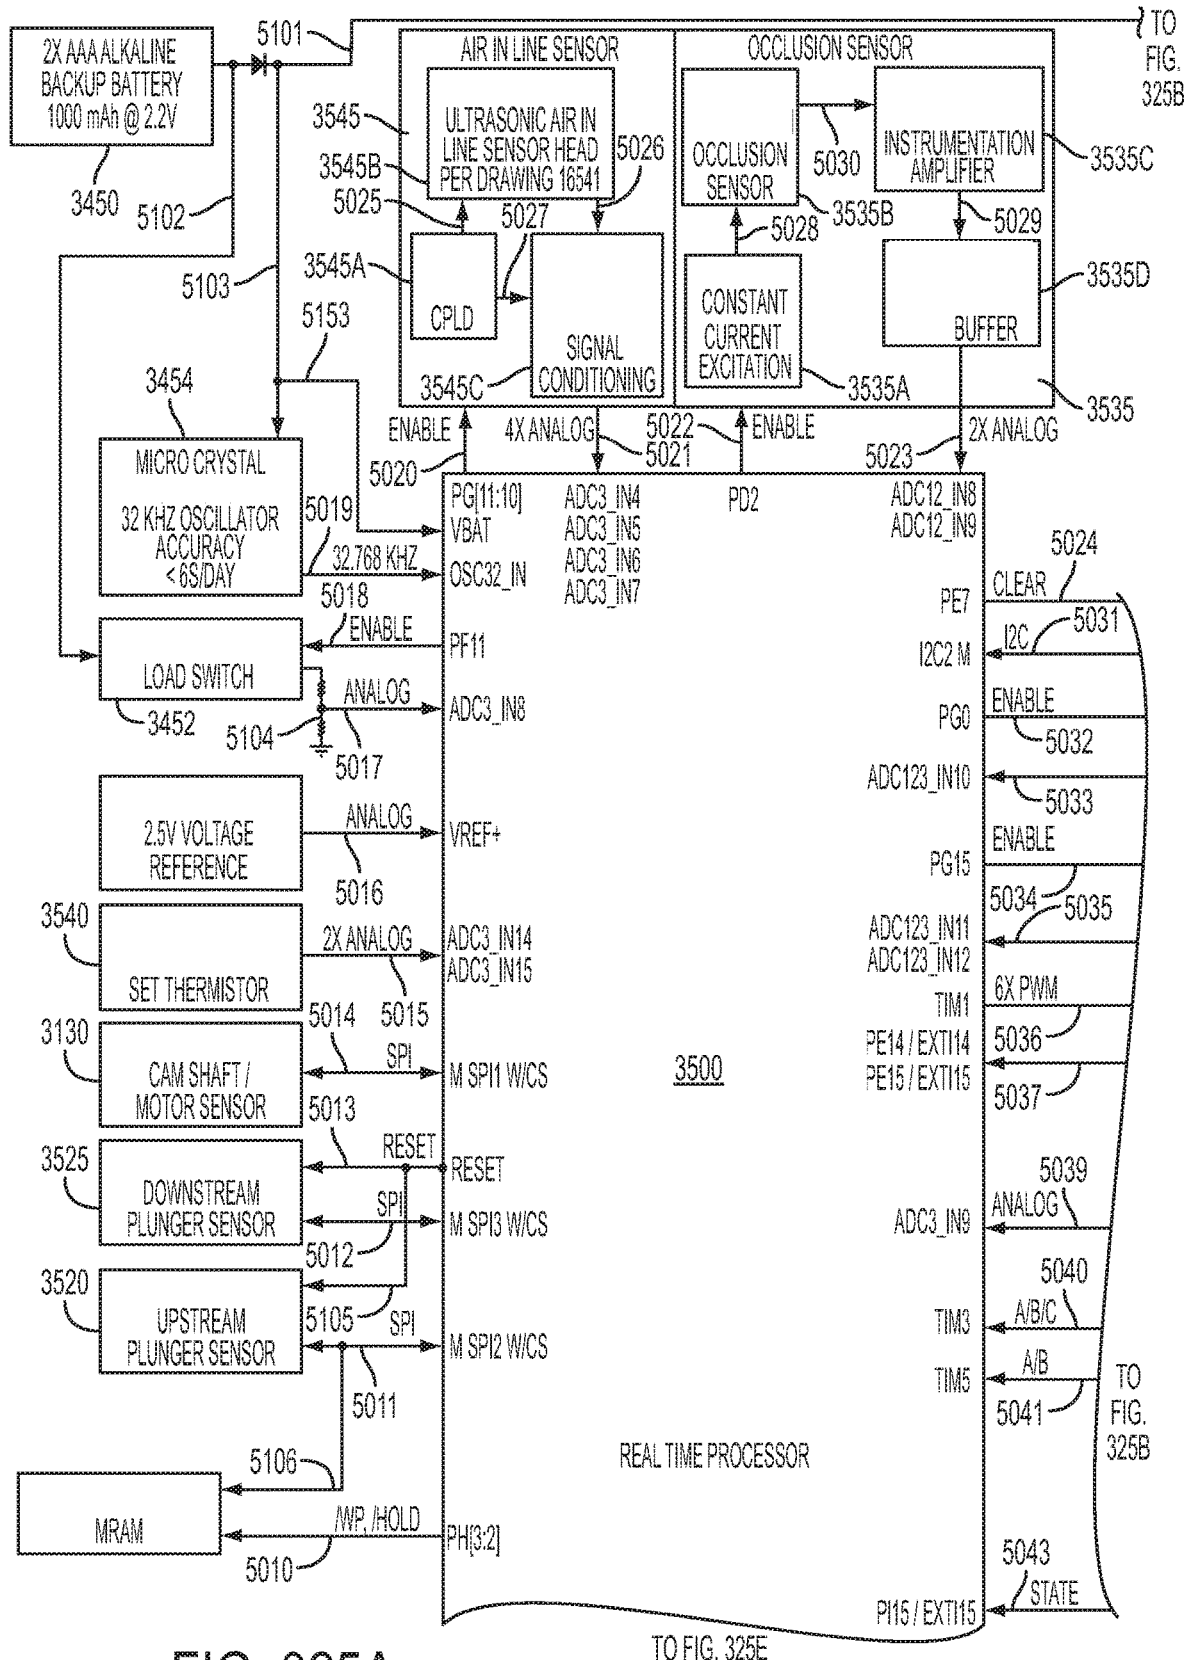 5101
TO
FIG.
325B
2X AAA ALKALINE
BACKUP BATTERY
1000 mAh @ 2.2V
3450
5102
5103
5153
AIR IN LINE SENSOR
3545
ULTRASONIC AIR IN
LINE SENSOR HEAD
PER DRAWING 16541
3545B
5025
5027
5026
3545A
CPLD
3545C
SIGNAL
CONDITIONING
OCCLUSION SENSOR
OCCLUSION
SENSOR
5030
INSTRUMENTATION
AMPLIFIER
3535C
3535B
5028
5029
3535D
BUFFER
CONSTANT
CURRENT
EXCITATION
3535A
3535
ENABLE
5020
4X ANALOG
5021
5022
ENABLE
5023
2X ANALOG
3454
MICRO CRYSTAL
32 KHZ OSCILLATOR
ACCURACY
< 6S/DAY
5019
32.768 KHZ
5018
ENABLE
LOAD SWITCH
3452
5104
ANALOG
5017
2.5V VOLTAGE
REFERENCE
ANALOG
5016
3540
SET THERMISTOR
2X ANALOG
5015
3130
CAM SHAFT /
MOTOR SENSOR
5014
SPI
5013
RESET
3525
DOWNSTREAM
PLUNGER SENSOR
SPI
5012
3520
UPSTREAM
PLUNGER SENSOR
5105
SPI
5011
5106
MRAM
/WP, /HOLD
5010
PG[11:10]
VBAT
OSC32_IN
PF11
ADC3_IN8
VREF+
ADC3_IN14
ADC3_IN15
M SPI1 W/CS
RESET
M SPI3 W/CS
M SPI2 W/CS
PH[3:2]
ADC3_IN4
ADC3_IN5
ADC3_IN6
ADC3_IN7
PD2
ADC12_IN8
ADC12_IN9
3500
REAL TIME PROCESSOR
PE7
CLEAR
5024
I2C2 M
I2C
5031
PG0
ENABLE
5032
ADC123_IN10
5033
PG15
ENABLE
5034
ADC123_IN11
ADC123_IN12
5035
TIM1
6X PWM
5036
PE14 / EXTI14
PE15 / EXTI15
5037
ADC3_IN9
ANALOG
5039
TIM3
A/B/C
5040
TIM5
A/B
5041
TO
FIG.
325B
PI15 / EXTI15
STATE
5043
TO FIG. 325E
FIG. 325A